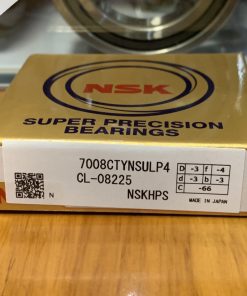 NSK
SUPER PRECISION
BEARINGS
7008CTYNSULP4
CL-08225
NSKHPS
D -3 f -4
d -3 b -3
C -66
N
N
MADE IN JAPAN